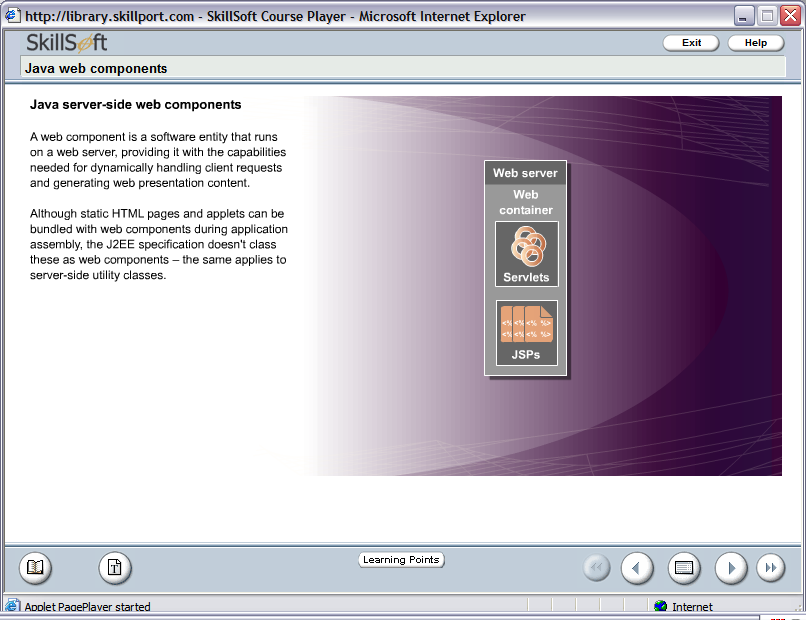 http://library.skillport.com - SkillSoft Course Player - Microsoft Internet Explorer
SkillSoft
Exit
Help
Java web components
Java server-side web components
A web component is a software entity that runs
on a web server, providing it with the capabilities
needed for dynamically handling client requests
and generating web presentation content.
Although static HTML pages and applets can be
bundled with web components during application
assembly, the J2EE specification doesn't class
these as web components – the same applies to
server-side utility classes.
Web server
Web
container
Servlets
<% <% <% %>
<% <% <% %>
JSPs
T
Learning Points
Applet PagePlayer started
Internet